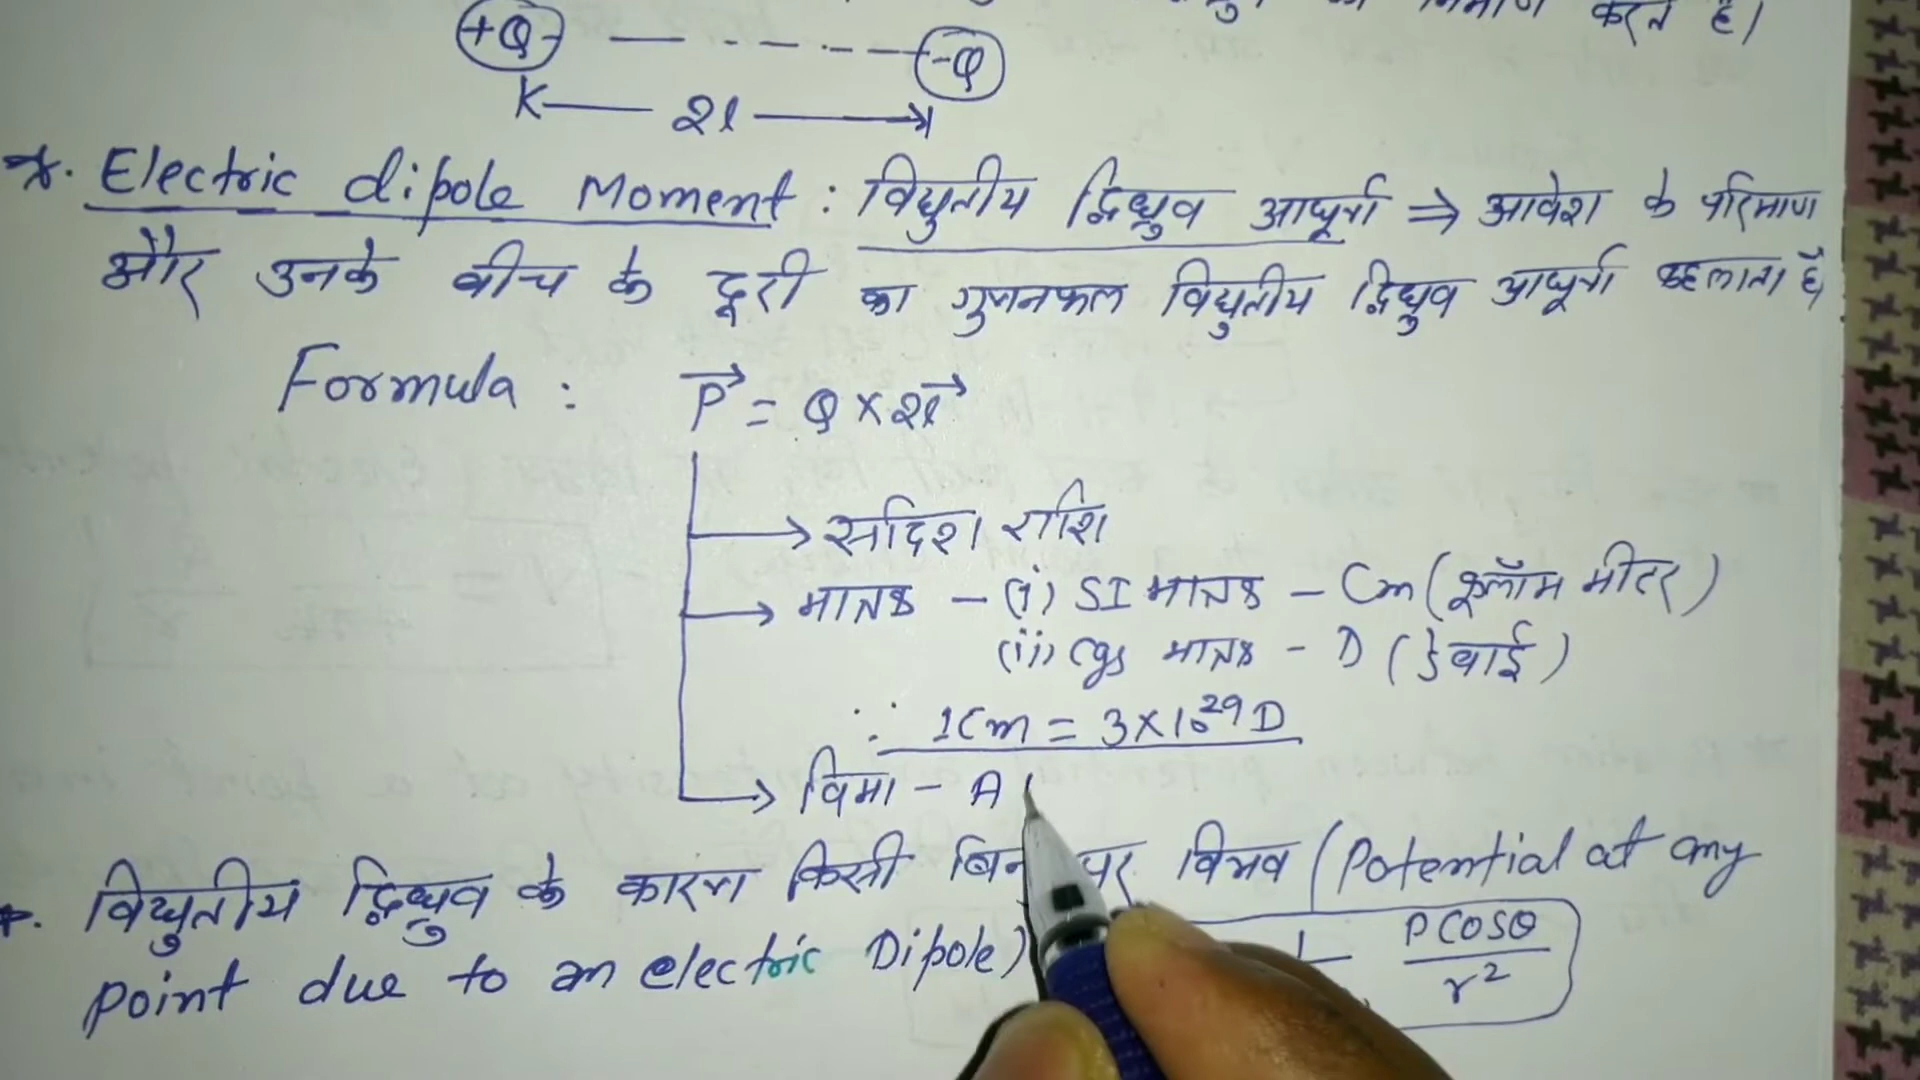 करते है।
+Q -Q
2l
*. Electric dipole Moment : विद्युतीय द्विध्रुव आघूर्ण ⇒ आवेश के परिमाण
और उनके बीच के दूरी का गुणनफल विद्युतीय द्विध्रुव आघूर्ण कहलाता है।
Formula : P⃗ = Q × 2l⃗
→ सदिश राशि
→ मात्रक – (i) SI मात्रक – Cm (कूलॉम मीटर)
(ii) Cgs मात्रक – D (डेवाई)
∵ 1Cm = 3×10²⁹ D
→ विमा – A
*. विद्युतीय द्विध्रुव के कारण किसी पर विभव (Potential at any
point due to an electric Dipole) PCOSθ / r²